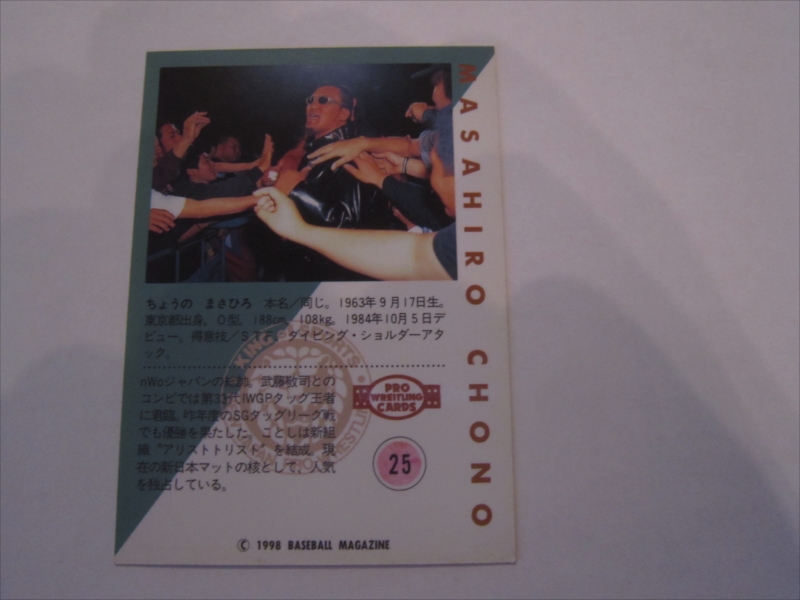 MASAHIRO CHONO
ちょうの まさひろ 本名／同じ。1963年9月17日生。
東京都出身。O型。188cm、108kg。1984年10月5日デ
ビュー。得意技／STF、ダイビング・ショルダーアタ
ック。
nWoジャパンの総帥。武藤敬司との
コンビでは第33代IWGPタッグ王者
に君臨。昨年度のSGタッグリーグ戦
でも優勝を果たした。ことしは新組
織“アリストトリスト”を結成。現
在の新日本マットの核として、人気
を独占している。
PRO
WRESTLING
CARDS
25
© 1998 BASEBALL MAGAZINE